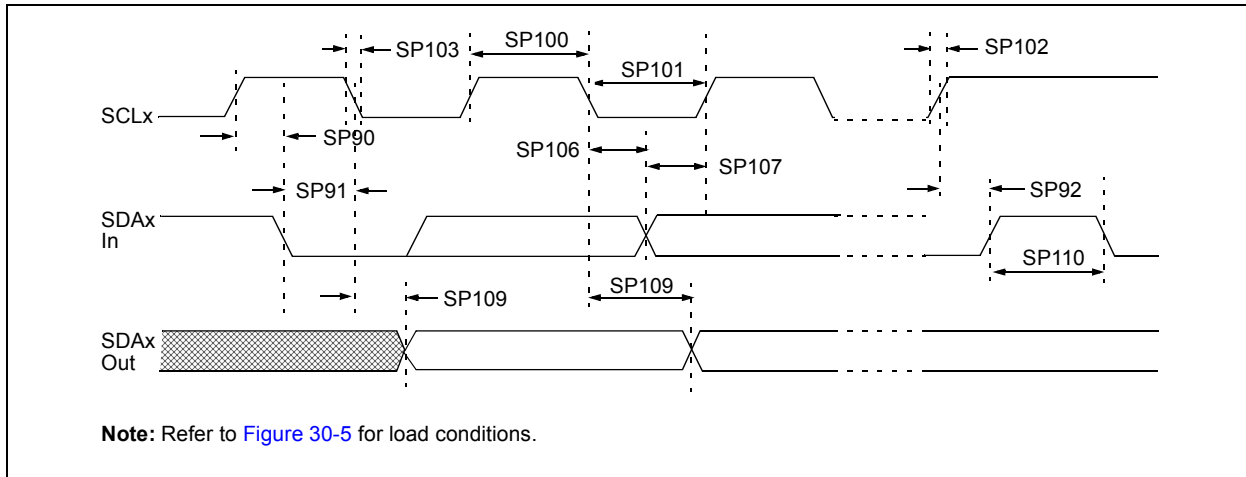 SP103
SP100
SP102
SP101
SCLx
SP90
SP106
SP107
SP91
SP92
SDAx
In
SP110
SP109
SP109
SDAx
Out
Note: Refer to Figure 30-5 for load conditions.